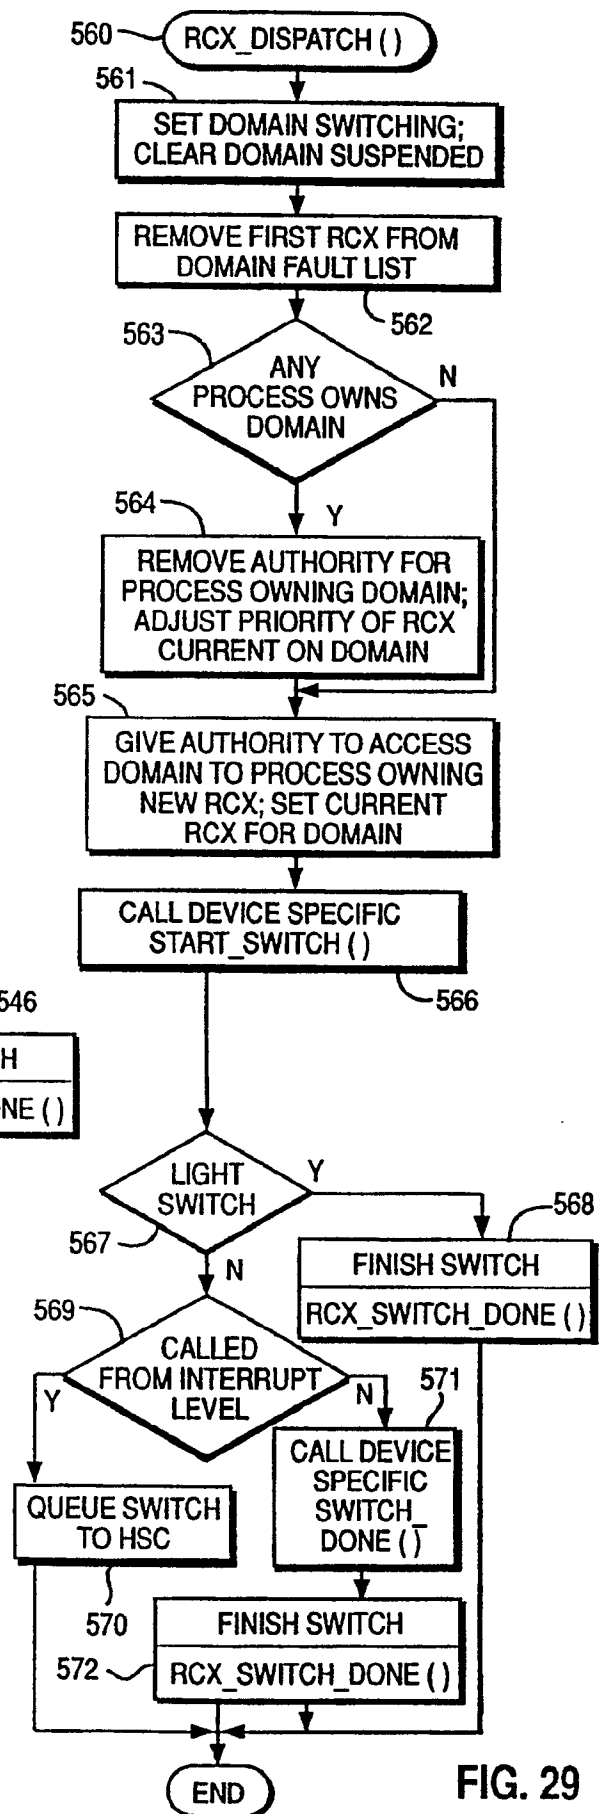 560
RCX_DISPATCH ( )
561
SET DOMAIN SWITCHING;
CLEAR DOMAIN SUSPENDED
REMOVE FIRST RCX FROM
DOMAIN FAULT LIST
562
563
ANY
PROCESS OWNS
DOMAIN
N
Y
564
REMOVE AUTHORITY FOR
PROCESS OWNING DOMAIN;
ADJUST PRIORITY OF RCX
CURRENT ON DOMAIN
565
GIVE AUTHORITY TO ACCESS
DOMAIN TO PROCESS OWNING
NEW RCX; SET CURRENT
RCX FOR DOMAIN
CALL DEVICE SPECIFIC
START_SWITCH ( )
566
546
H
NE ( )
LIGHT
SWITCH
Y
567
N
568
FINISH SWITCH
RCX_SWITCH_DONE ( )
569
CALLED
FROM INTERRUPT
LEVEL
Y
N
571
CALL DEVICE
SPECIFIC
SWITCH_
DONE ( )
QUEUE SWITCH
TO HSC
570
FINISH SWITCH
572
RCX_SWITCH_DONE ( )
END
FIG. 29